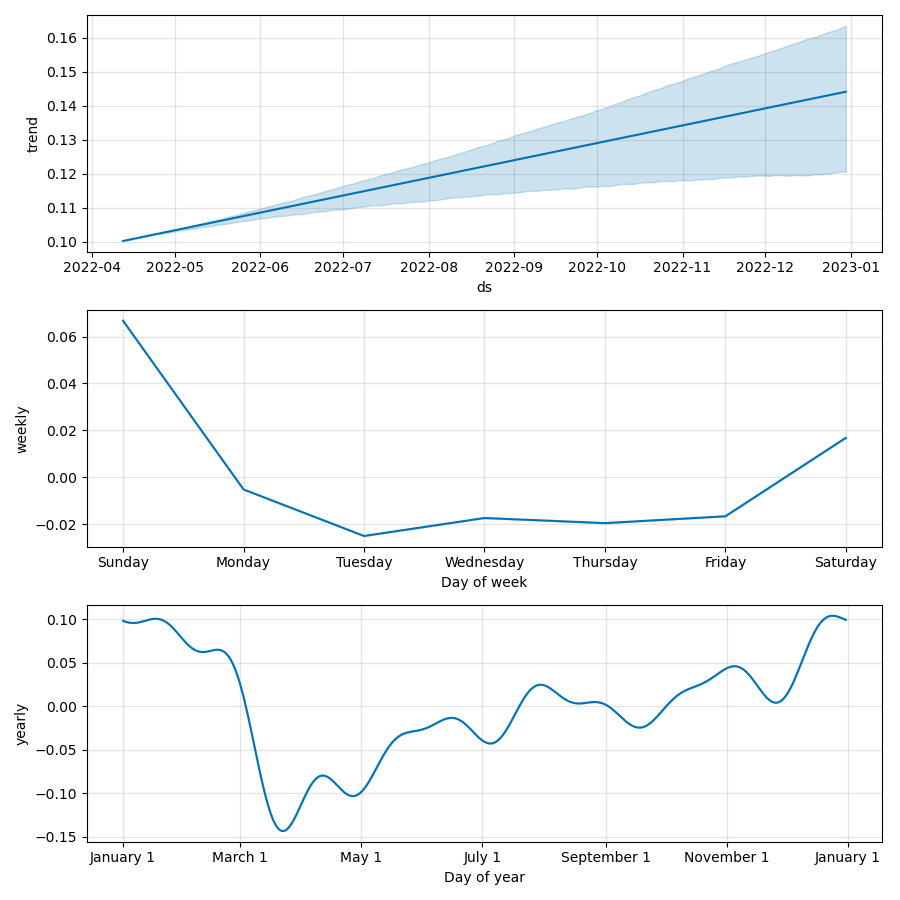 0.16
0.15
0.14
0.13
0.12
0.11
0.10
trend
2022-04 2022-05 2022-06 2022-07 2022-08 2022-09 2022-10 2022-11 2022-12 2023-01
ds
0.06
0.04
0.02
0.00
−0.02
weekly
Sunday Monday Tuesday Wednesday Thursday Friday Saturday
Day of week
0.10
0.05
0.00
−0.05
−0.10
−0.15
yearly
January 1 March 1 May 1 July 1 September 1 November 1 January 1
Day of year